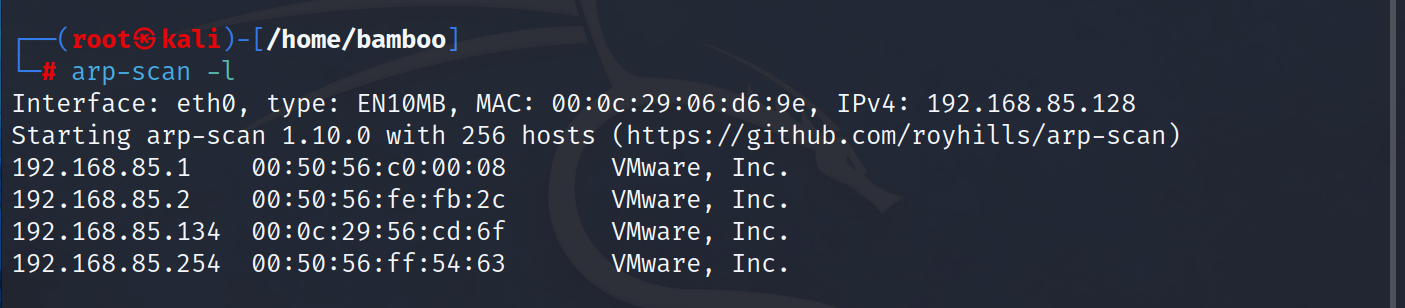 ┌──(root㉿kali)-[/home/bamboo]
└─# arp-scan -l
Interface: eth0, type: EN10MB, MAC: 00:0c:29:06:d6:9e, IPv4: 192.168.85.128
Starting arp-scan 1.10.0 with 256 hosts (https://github.com/royhills/arp-scan)
192.168.85.1    00:50:56:c0:00:08       VMware, Inc.
192.168.85.2    00:50:56:fe:fb:2c       VMware, Inc.
192.168.85.134  00:0c:29:56:cd:6f       VMware, Inc.
192.168.85.254  00:50:56:ff:54:63       VMware, Inc.